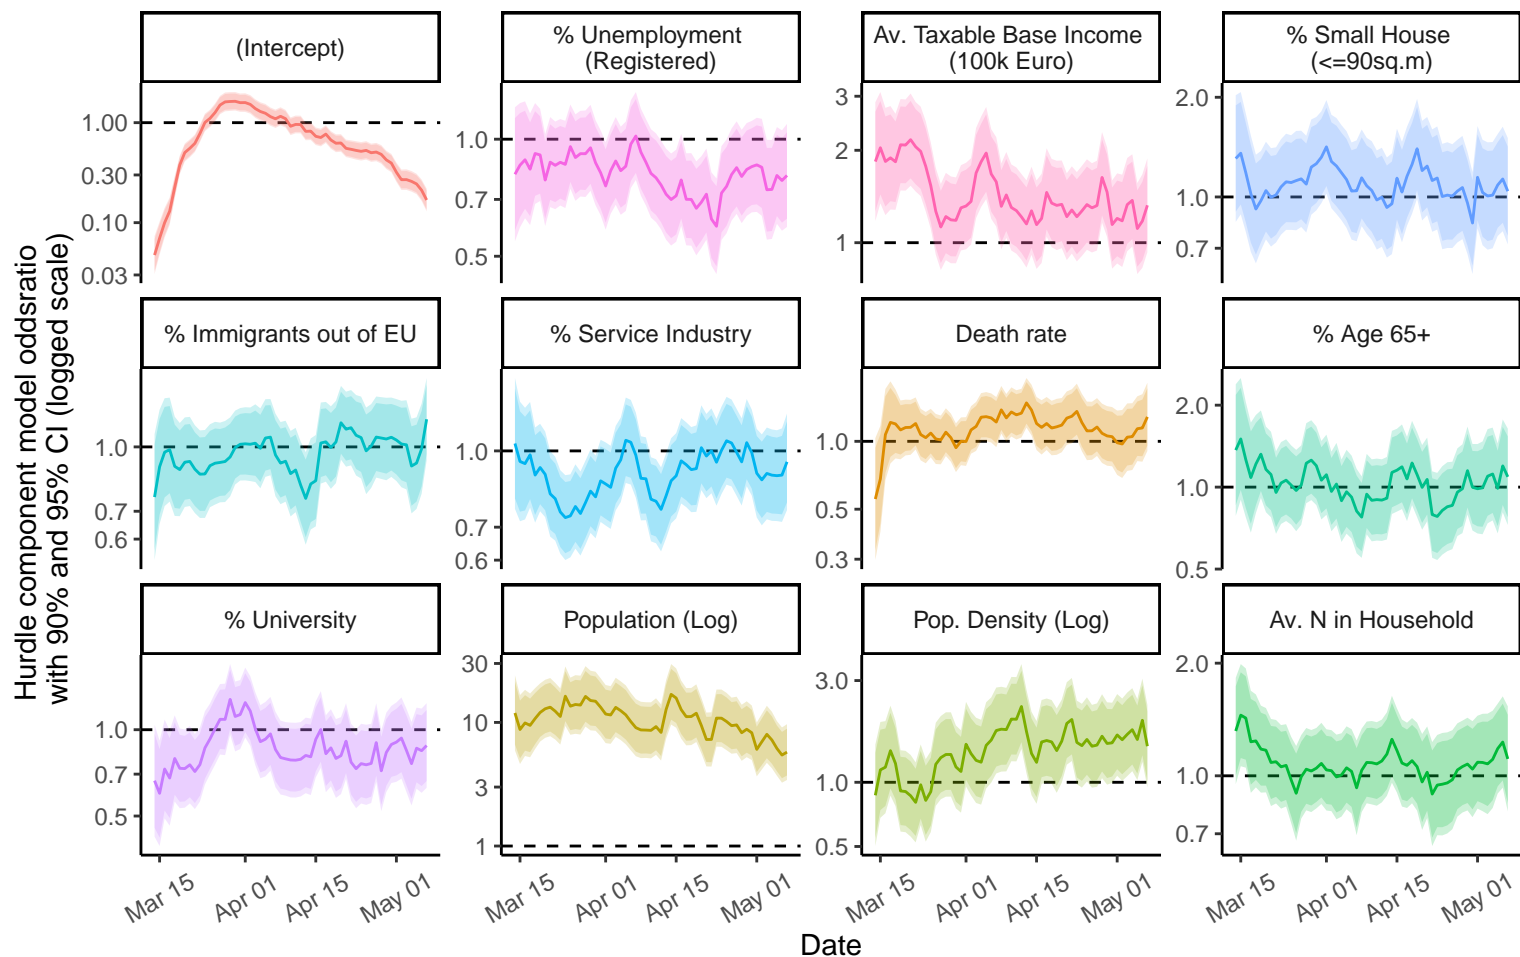 Hurdle component model oddsratio
with 90% and 95% CI (logged scale)
(Intercept)
1.00
0.30
0.10
0.03
% Unemployment
(Registered)
1.0
0.7
0.5
Av. Taxable Base Income
(100k Euro)
3
2
1
% Small House
(<=90sq.m)
2.0
1.0
0.7
% Immigrants out of EU
1.0
0.7
0.6
% Service Industry
1.0
0.7
0.6
Death rate
1.0
0.5
0.3
% Age 65+
2.0
1.0
0.5
% University
1.0
0.7
0.5
Mar 15
Apr 01
Apr 15
May 01
Population (Log)
30
10
3
1
Mar 15
Apr 01
Apr 15
May 01
Pop. Density (Log)
3.0
1.0
0.5
Mar 15
Apr 01
Apr 15
May 01
Av. N in Household
2.0
1.0
0.7
Mar 15
Apr 01
Apr 15
May 01
Date